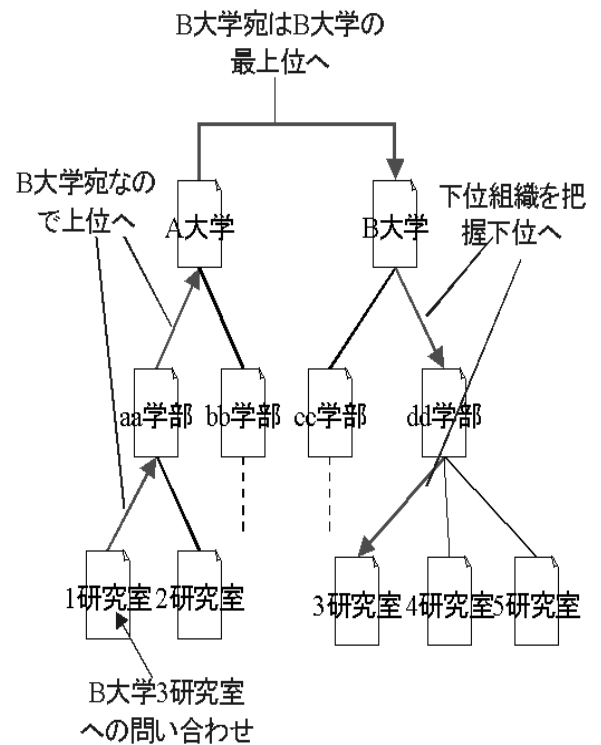 B大学宛はB大学の
最上位へ
B大学宛なの
で上位へ
A大学
B大学
下位組織を把
握下位へ
aa学部
bb学部
cc学部
dd学部
1研究室
2研究室
3研究室
4研究室
5研究室
B大学3研究室
への問い合わせ